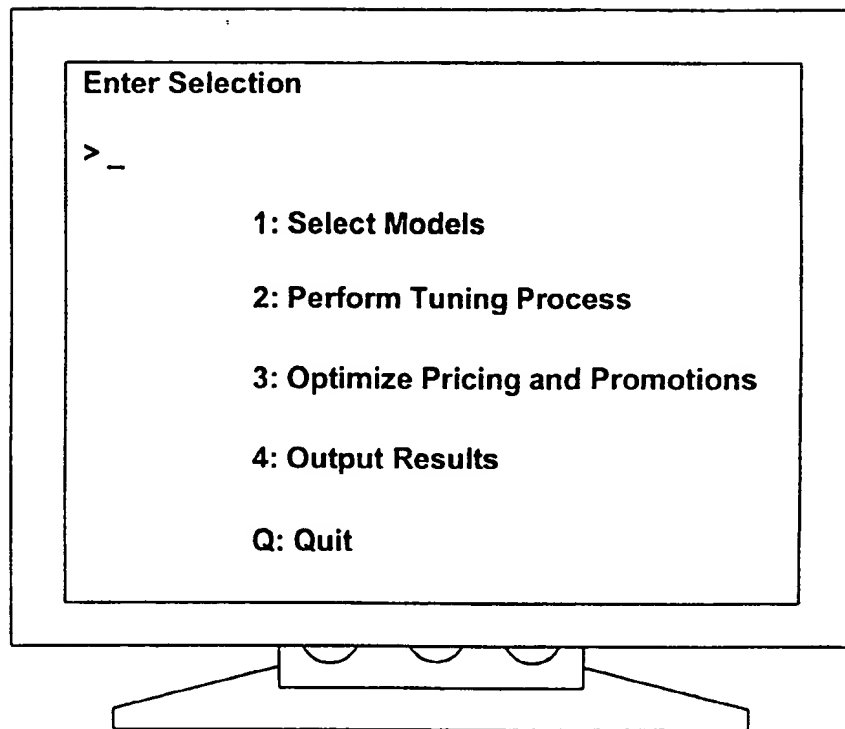 Enter Selection
> _
1: Select Models
2: Perform Tuning Process
3: Optimize Pricing and Promotions
4: Output Results
Q: Quit